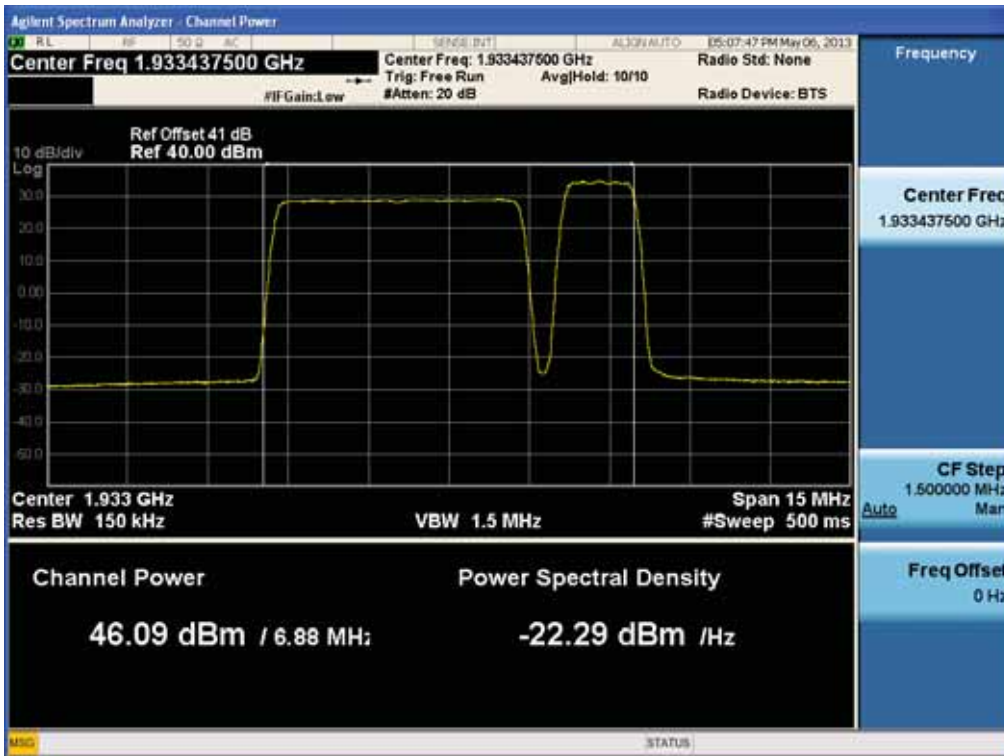 Agilent Spectrum Analyzer - Channel Power
RL RF 50 Ω AC SENSE:INT ALIGN AUTO 05:07:47 PM May 06, 2013
Center Freq 1.933437500 GHz
Center Freq: 1.933437500 GHz
Radio Std: None
Trig: Free Run Avg|Hold: 10/10
#IFGain:Low
#Atten: 20 dB
Radio Device: BTS
Ref Offset 41 dB
10 dB/div Ref 40.00 dBm
Log
30.0
20.0
10.0
0.00
-10.0
-20.0
-30.0
-40.0
-50.0
Center 1.933 GHz
Span 15 MHz
Res BW 150 kHz
VBW 1.5 MHz
#Sweep 500 ms
Channel Power
Power Spectral Density
46.09 dBm / 6.88 MHz
-22.29 dBm /Hz
MSG
STATUS
Frequency
Center Freq
1.933437500 GHz
CF Step
1.500000 MHz
Auto Man
Freq Offset
0 Hz